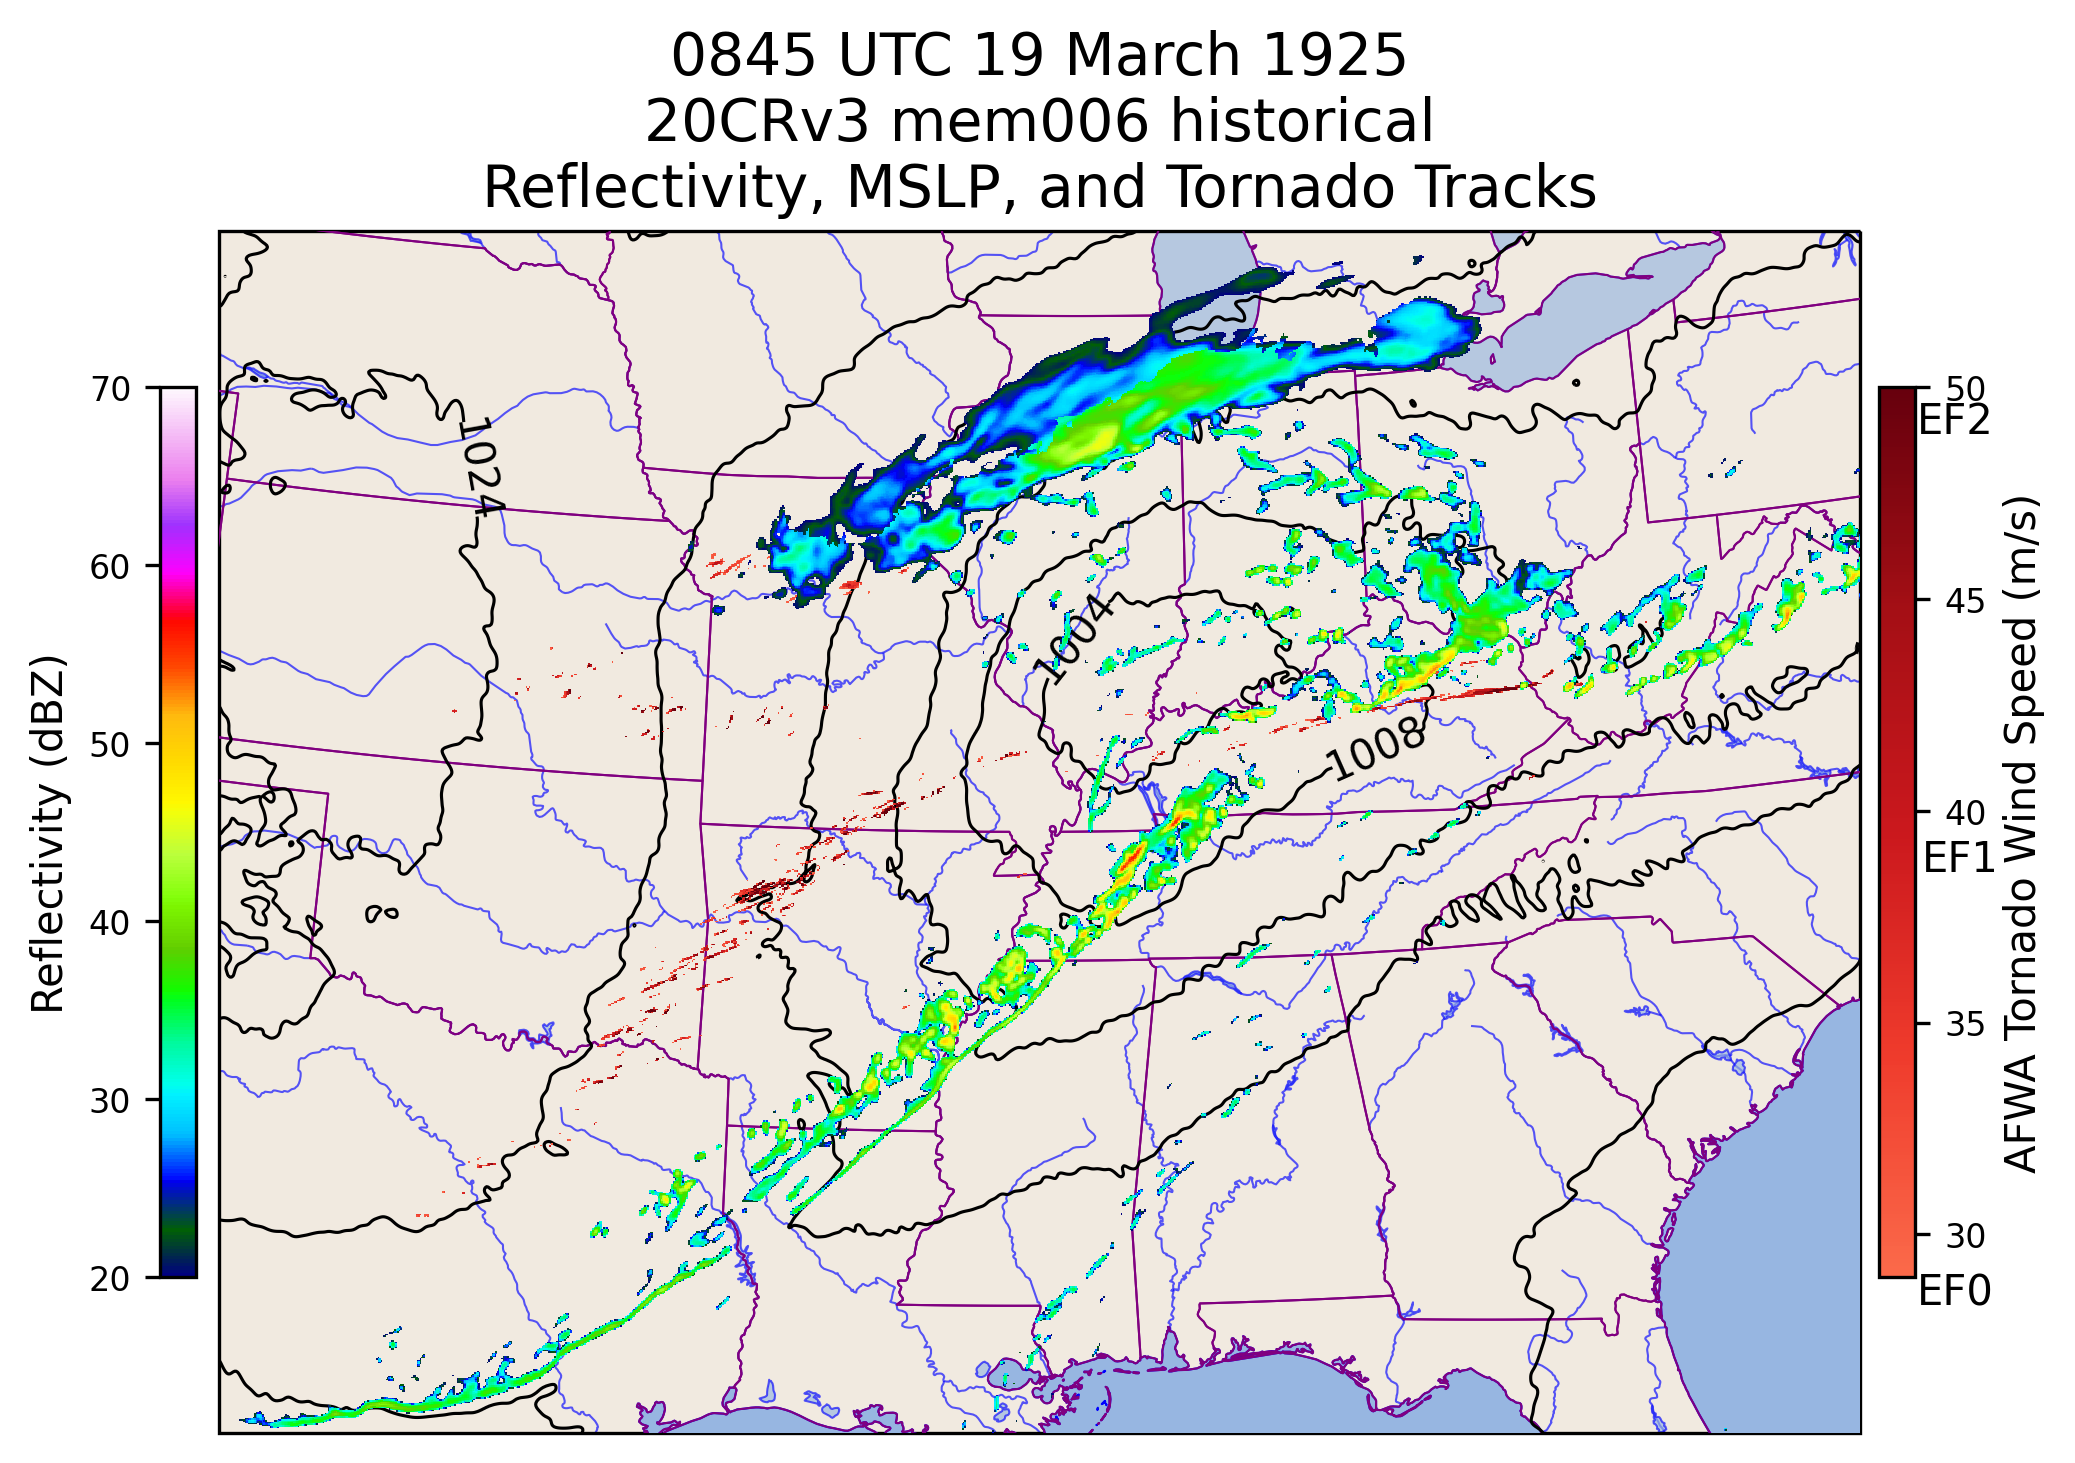 0845 UTC 19 March 1925
20CRv3 mem006 historical
Reflectivity, MSLP, and Tornado Tracks
70
60
50
40
30
20
Reflectivity (dBZ)
1024
1004
1008
50
EF2
45
40
EF1
35
30
EF0
AFWA Tornado Wind Speed (m/s)